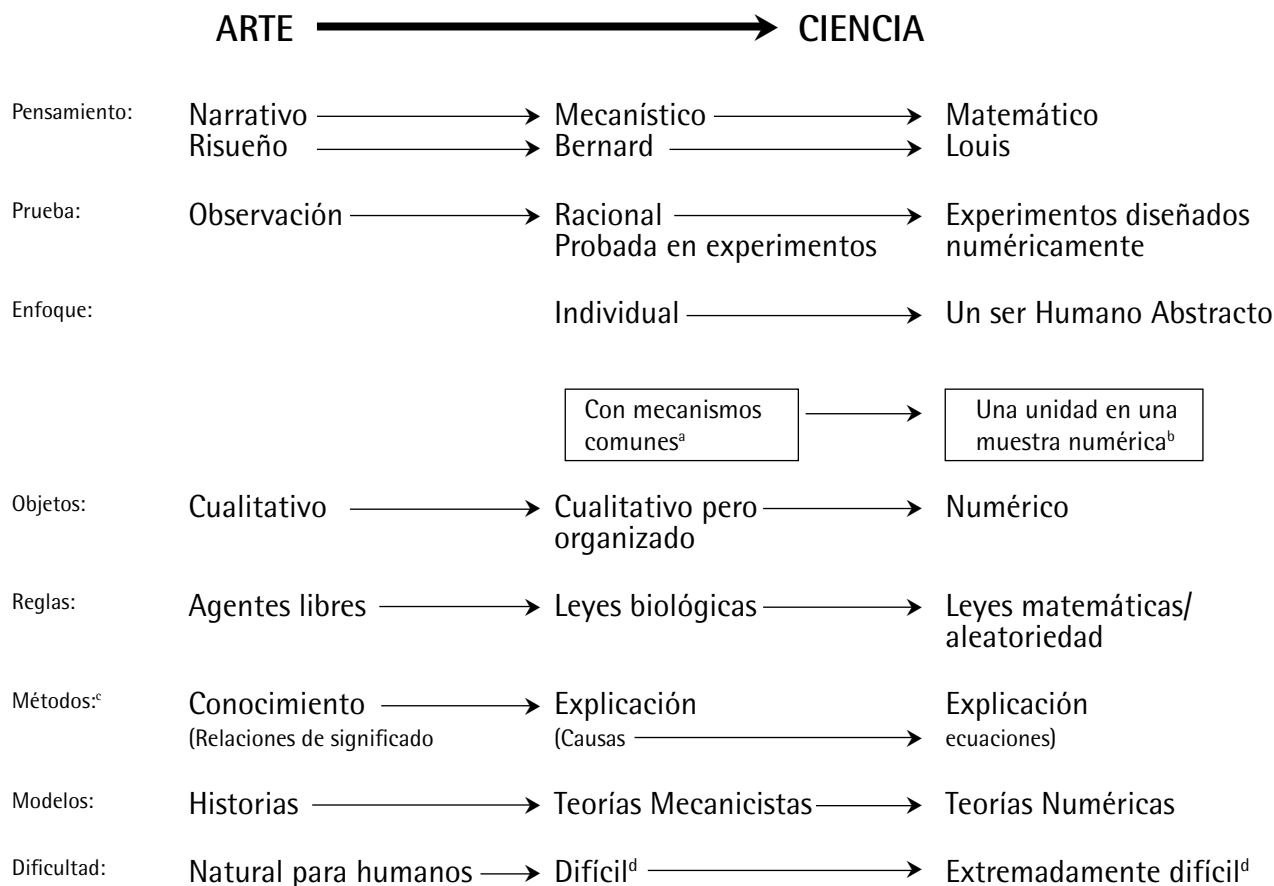 ARTE CIENCIA
Pensamiento: Narrativo Mecanístico Matemático
Risueño Bernard Louis
Prueba: Observación Racional Experimentos diseñados
Probada en experimentos numéricamente
Enfoque: Individual Un ser Humano Abstracto
Con mecanismos Una unidad en una
comunesª muestra numéricaᵇ
Objetos: Cualitativo Cualitativo pero Numérico
organizado
Reglas: Agentes libres Leyes biológicas Leyes matemáticas/
aleatoriedad
Métodos:ᶜ Conocimiento Explicación Explicación
(Relaciones de significado (Causas ecuaciones)
Modelos: Historias Teorías Mecanicistas Teorías Numéricas
Dificultad: Natural para humanos Difícilᵈ Extremadamente difícilᵈ